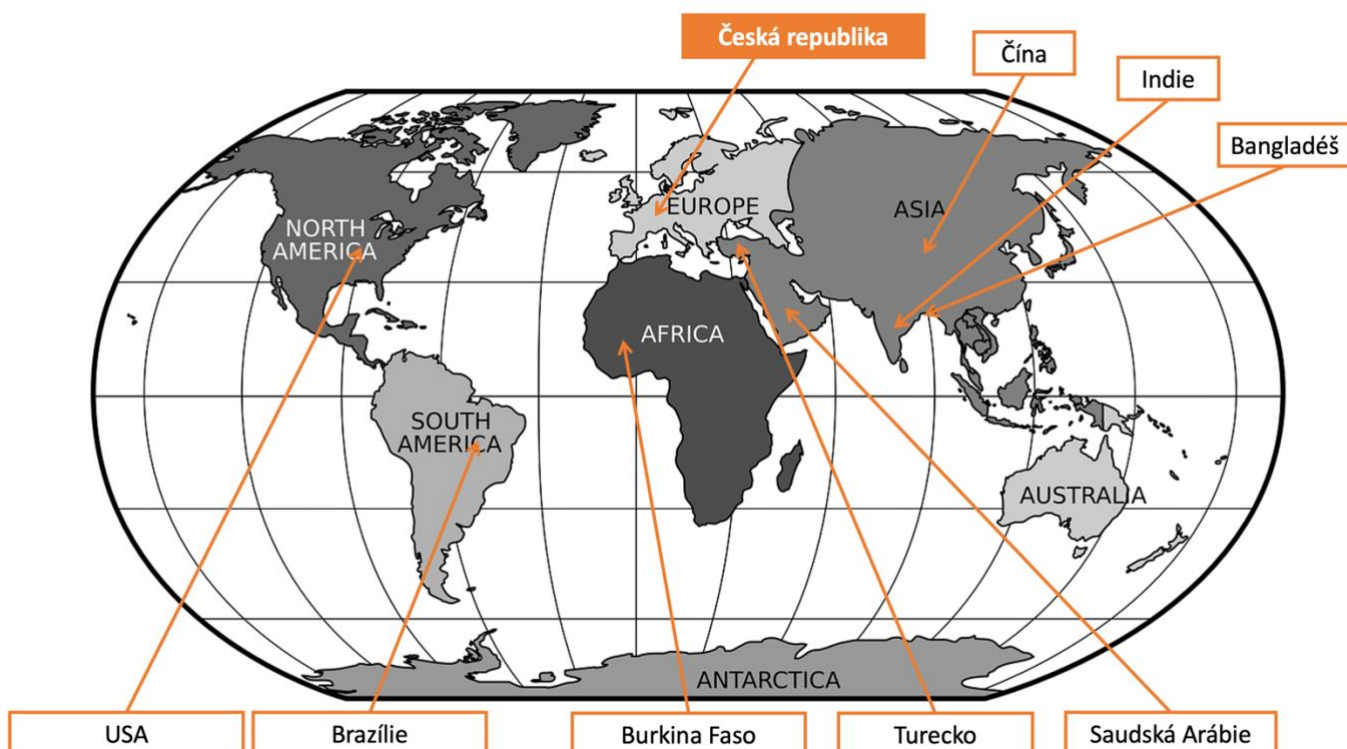 Česká republika
Čína
Indie
Bangladéš
EUROPE
ASIA
NORTH
AMERICA
AFRICA
SOUTH
AMERICA
AUSTRALIA
ANTARCTICA
USA
Brazílie
Burkina Faso
Turecko
Saudská Arábie